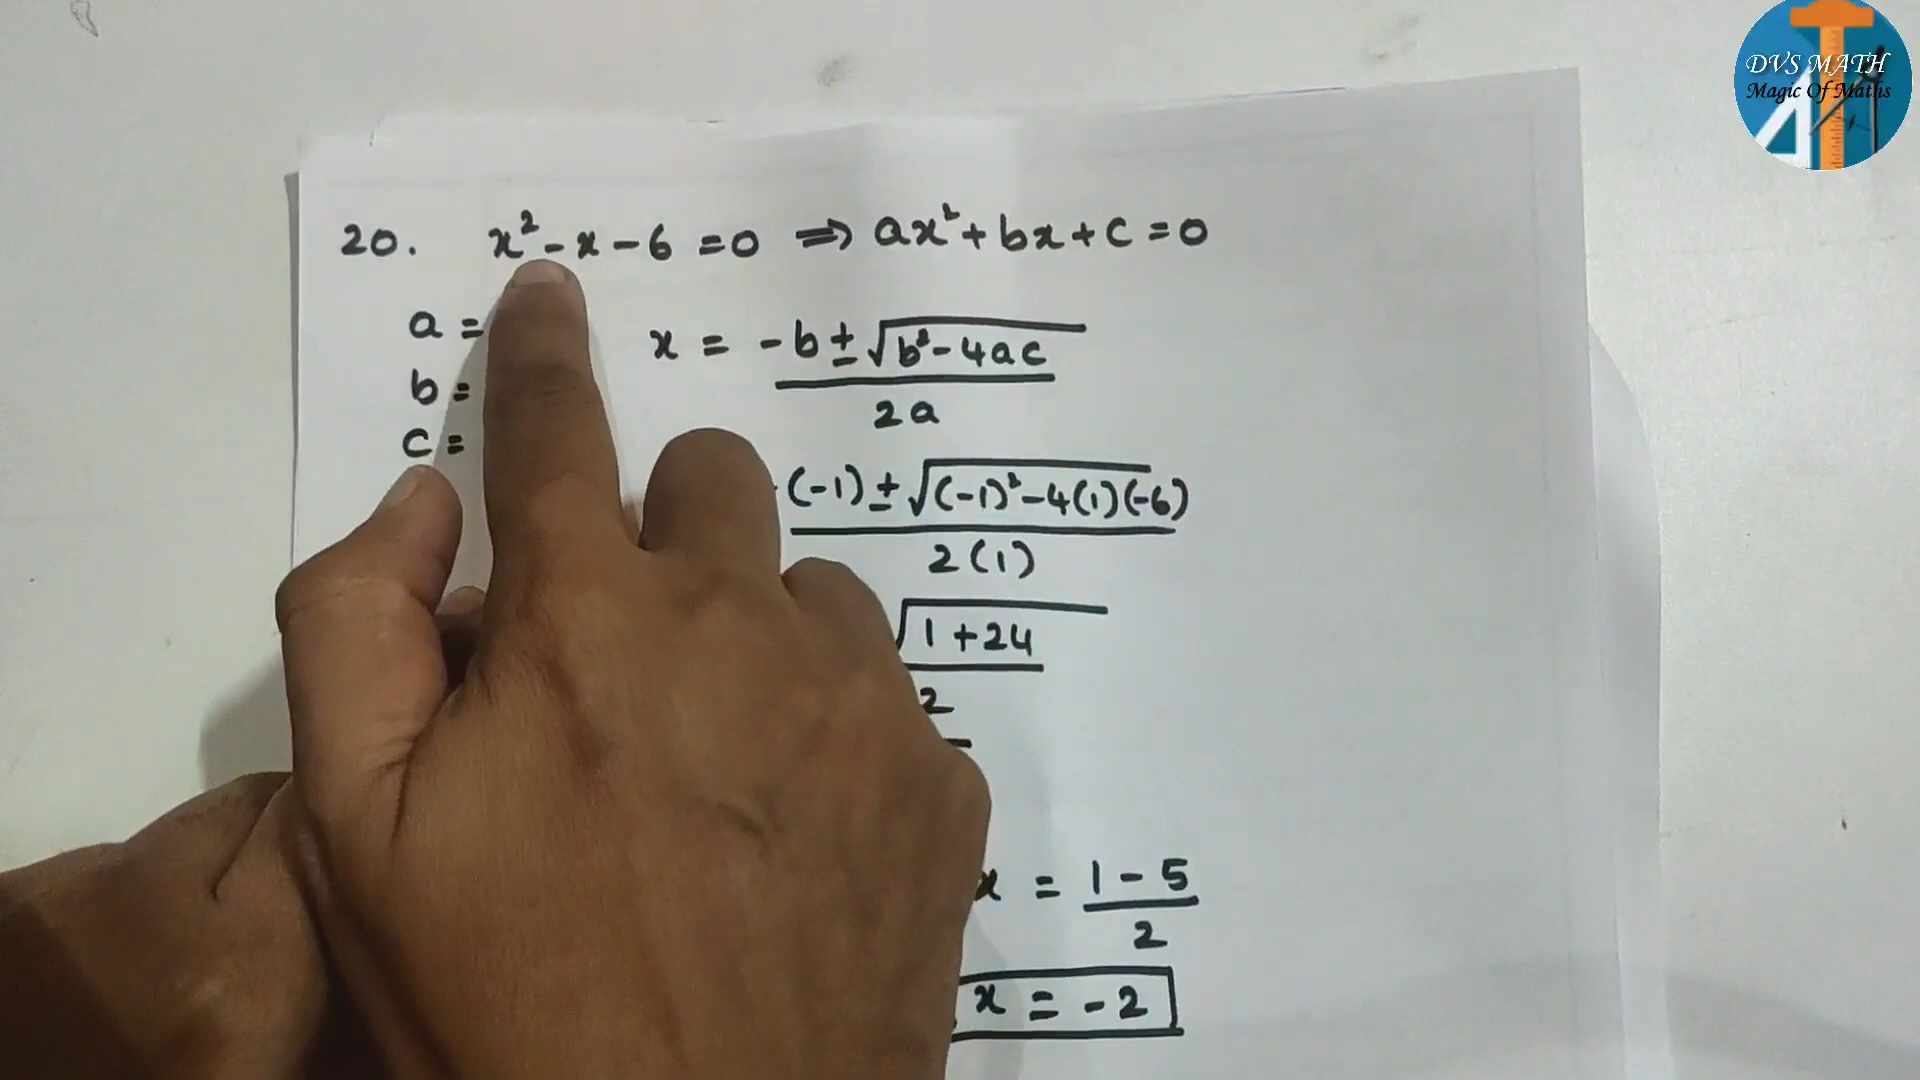 DVS MATH
Magic Of Maths
20. x² - x - 6 = 0 ⇒ ax² + bx + c = 0
a =
x = -b ± √(b² - 4ac)
b =
2a
c =
(-1) ± √((-1)² - 4(1)(-6)
2(1)
√(1 + 24
2
x = 1 - 5
2
x = -2